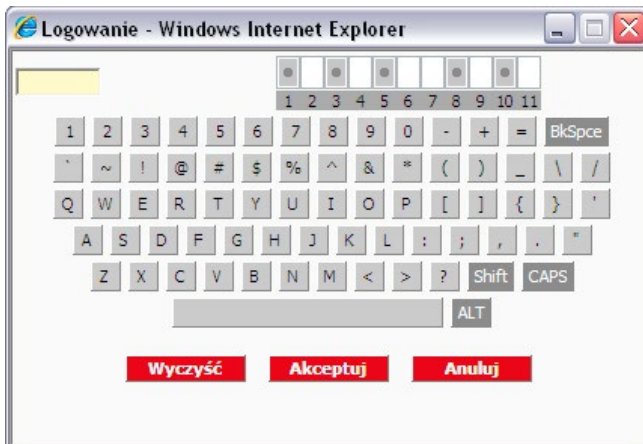 Logowanie - Windows Internet Explorer
1 2 3 4 5 6 7 8 9 10 11
1 2 3 4 5 6 7 8 9 0 - + = BkSpce
` ~ ! @ # $ % ^ & * ( ) _ \ /
Q W E R T Y U I O P [ ] { } '
A S D F G H J K L : ; , . "
Z X C V B N M < > ? Shift CAPS
ALT
Wyczyść Akceptuj Anuluj